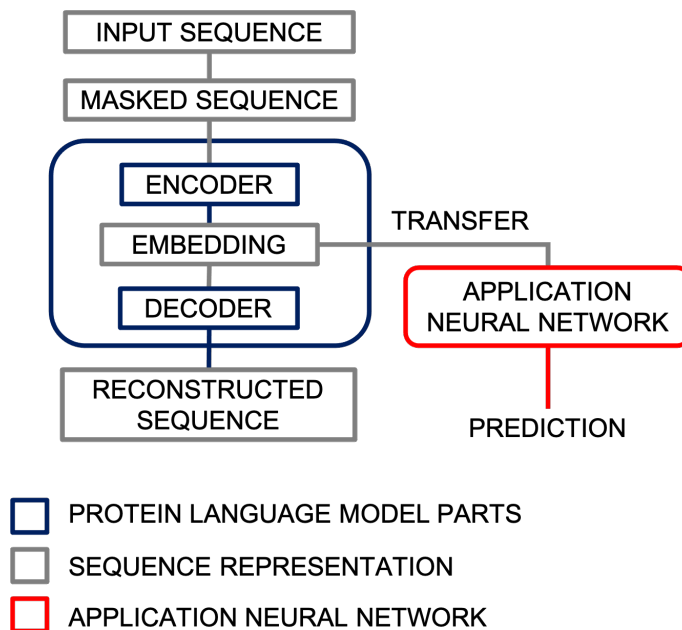 INPUT SEQUENCE
MASKED SEQUENCE
ENCODER
TRANSFER
EMBEDDING
DECODER
APPLICATION
NEURAL NETWORK
RECONSTRUCTED
SEQUENCE
PREDICTION
PROTEIN LANGUAGE MODEL PARTS
SEQUENCE REPRESENTATION
APPLICATION NEURAL NETWORK